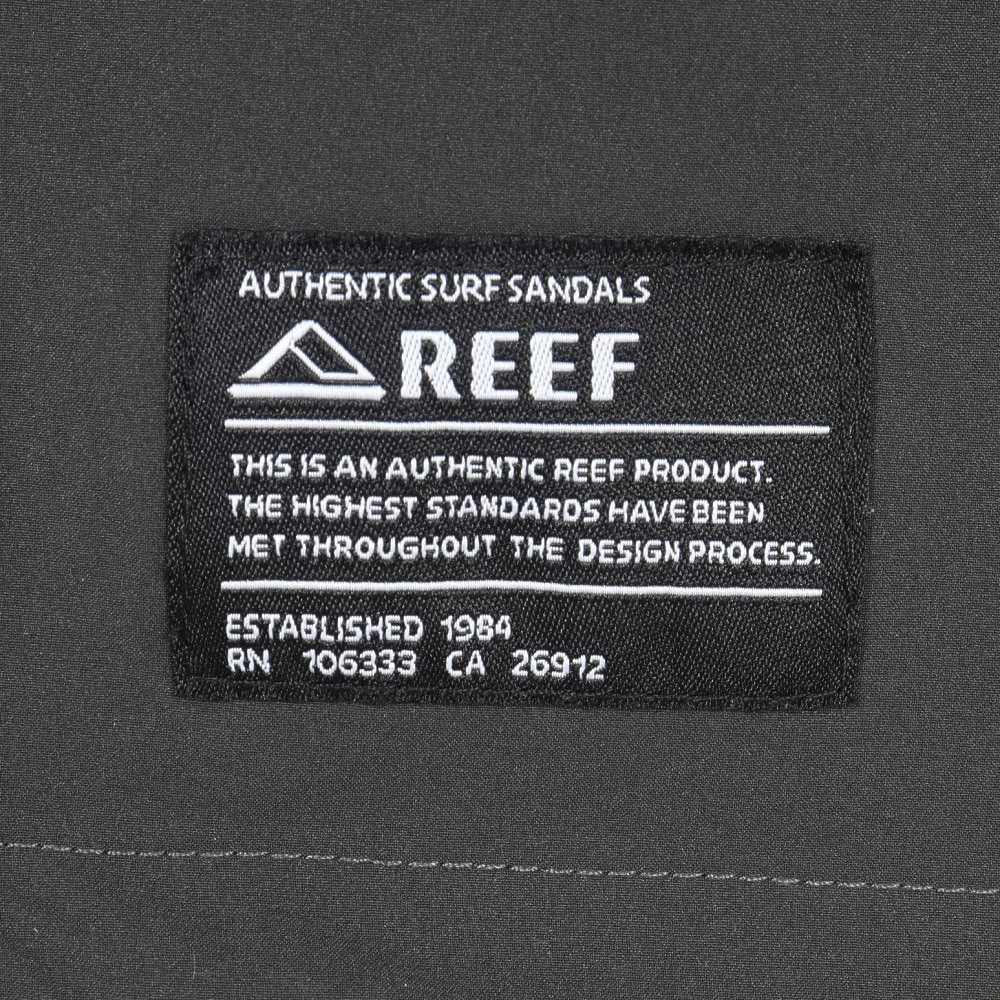 AUTHENTIC SURF SANDALS
REEF
THIS IS AN AUTHENTIC REEF PRODUCT.
THE HIGHEST STANDARDS HAVE BEEN
MET THROUGHOUT THE DESIGN PROCESS.
ESTABLISHED 1984
RN 106333 CA 26912